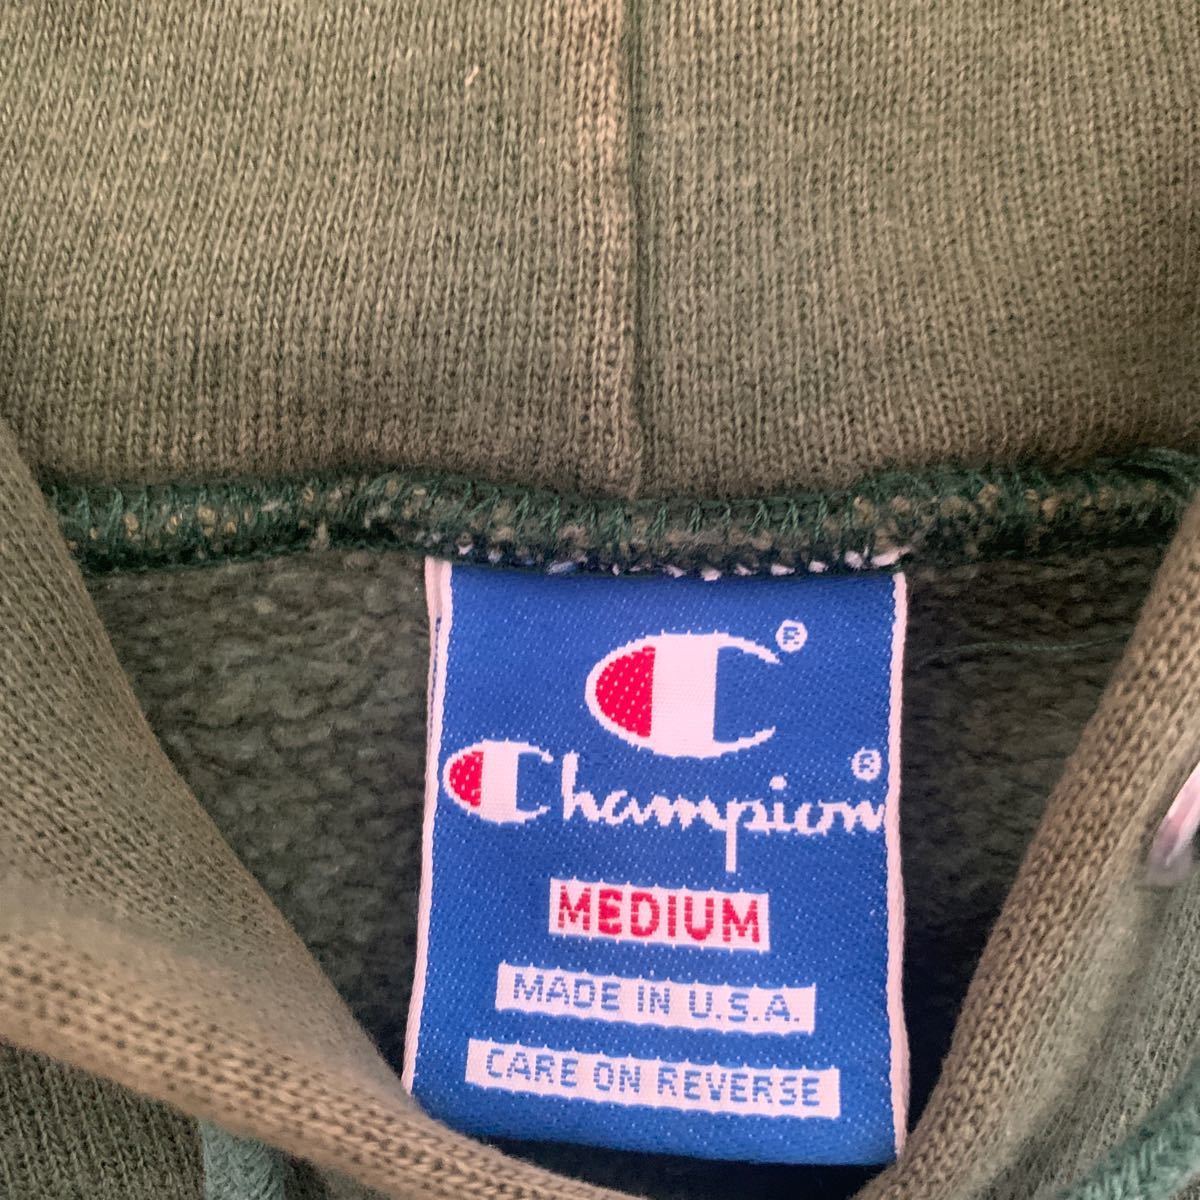 C®
Champion®
MEDIUM
MADE IN U.S.A.
CARE ON REVERSE